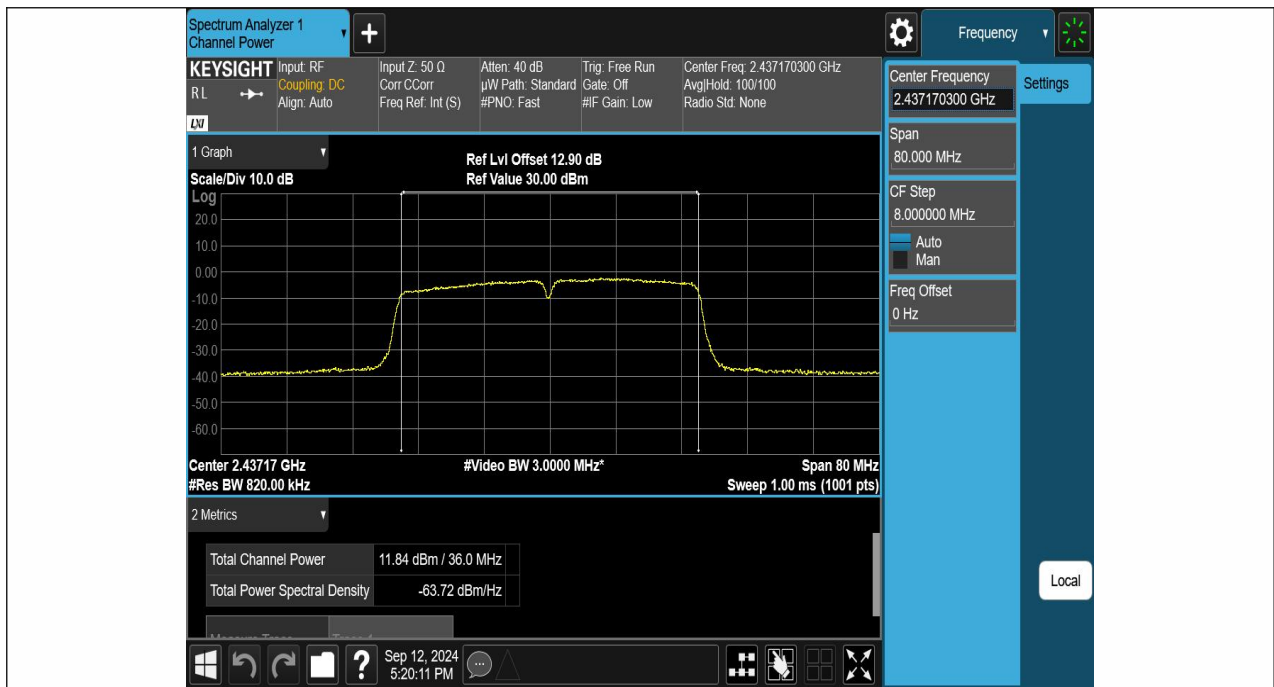 Spectrum Analyzer 1
Channel Power
+
Frequency
KEYSIGHT
R L
LXI
Input: RF
Coupling: DC
Align: Auto
Input Z: 50 Ω
Corr CCorr
Freq Ref: Int (S)
Atten: 40 dB
µW Path: Standard
#PNO: Fast
Trig: Free Run
Gate: Off
#IF Gain: Low
Center Freq: 2.437170300 GHz
Avg|Hold: 100/100
Radio Std: None
Center Frequency
2.437170300 GHz
Settings
Span
80.000 MHz
CF Step
8.000000 MHz
Auto
Man
Freq Offset
0 Hz
Local
1 Graph
Scale/Div 10.0 dB
Ref Lvl Offset 12.90 dB
Ref Value 30.00 dBm
Log
20.0
10.0
0.00
-10.0
-20.0
-30.0
-40.0
-50.0
-60.0
Center 2.43717 GHz
#Res BW 820.00 kHz
#Video BW 3.0000 MHz*
Span 80 MHz
Sweep 1.00 ms (1001 pts)
2 Metrics
Total Channel Power 11.84 dBm / 36.0 MHz
Total Power Spectral Density -63.72 dBm/Hz
?
Sep 12, 2024
5:20:11 PM